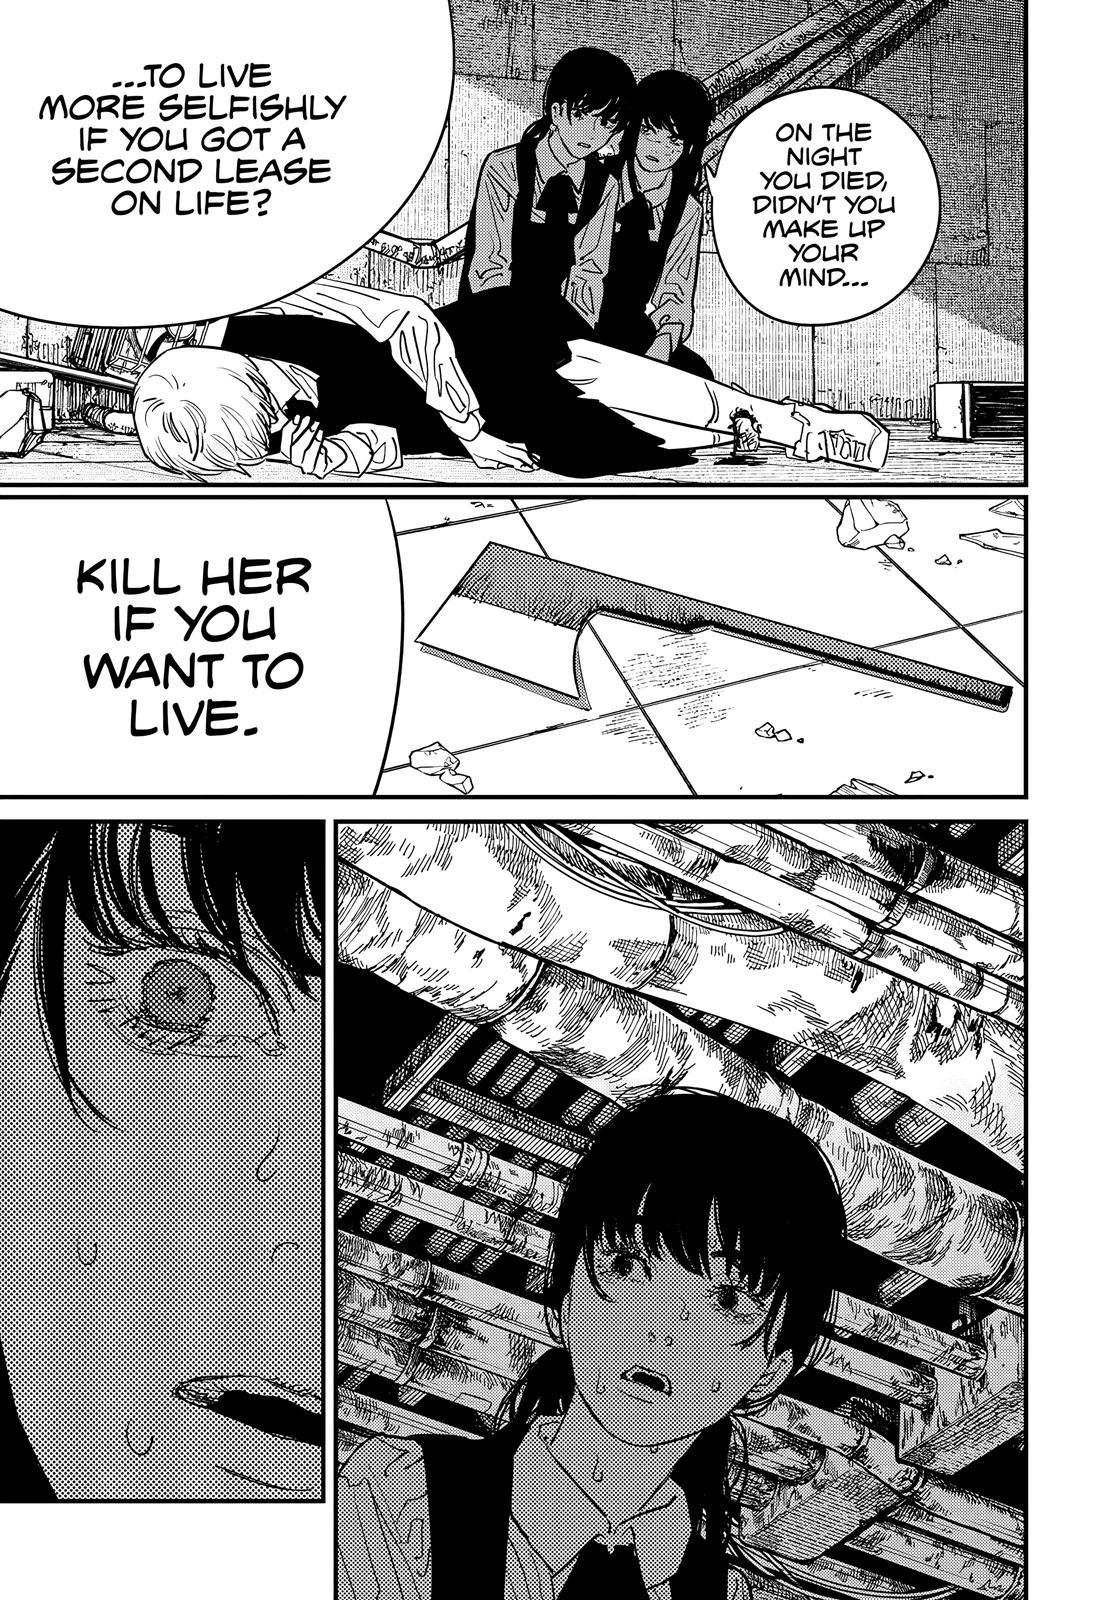 ON THE
NIGHT
YOU DIED,
DIDN'T YOU
MAKE UP
YOUR
MIND...
...TO LIVE
MORE SELFISHLY
IF YOU GOT A
SECOND LEASE
ON LIFE?
KILL HER
IF YOU
WANT TO
LIVE.